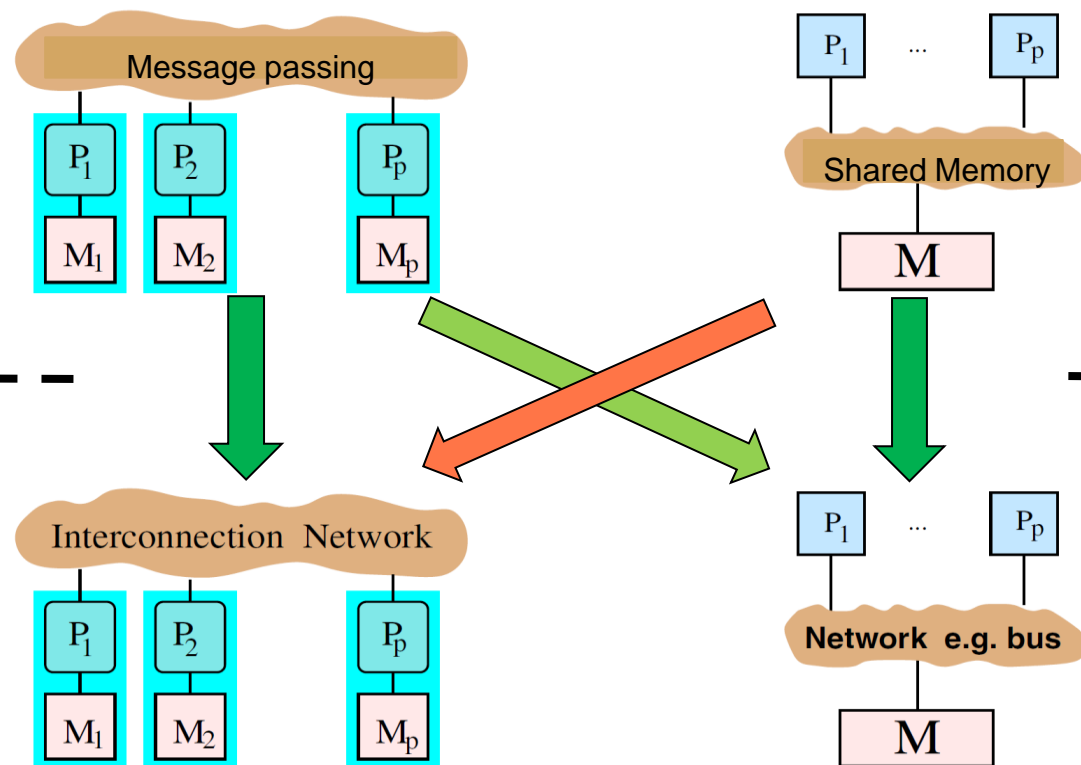 Message passing
P1 P2 Pp
M1 M2 Mp
P1 ... Pp
Shared Memory
M
Interconnection Network
P1 P2 Pp
M1 M2 Mp
P1 ... Pp
Network e.g. bus
M